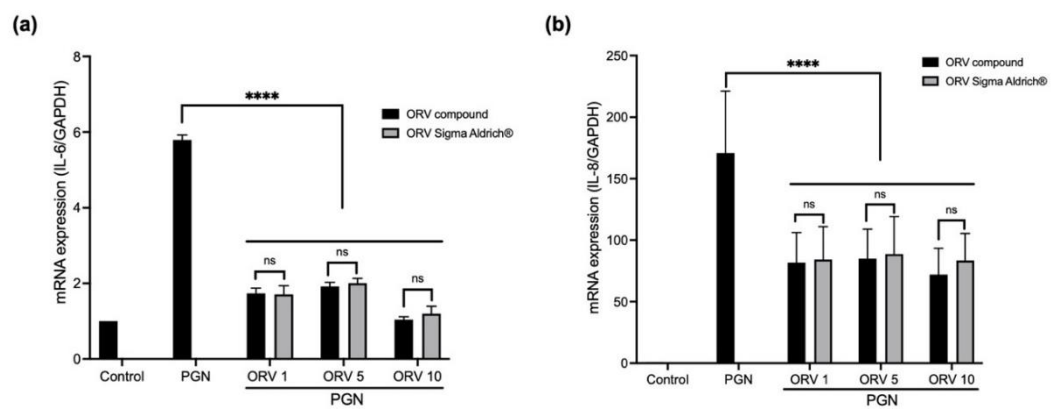 (a)
mRNA expression (IL-6/GAPDH)
8
6
4
2
0
****
ORV compound
ORV Sigma Aldrich®
ns
ns
ns
Control
PGN
ORV 1
ORV 5
ORV 10
PGN
(b)
mRNA expression (IL-8/GAPDH)
250
200
150
100
50
0
****
ORV compound
ORV Sigma Aldrich®
ns
ns
ns
Control
PGN
ORV 1
ORV 5
ORV 10
PGN